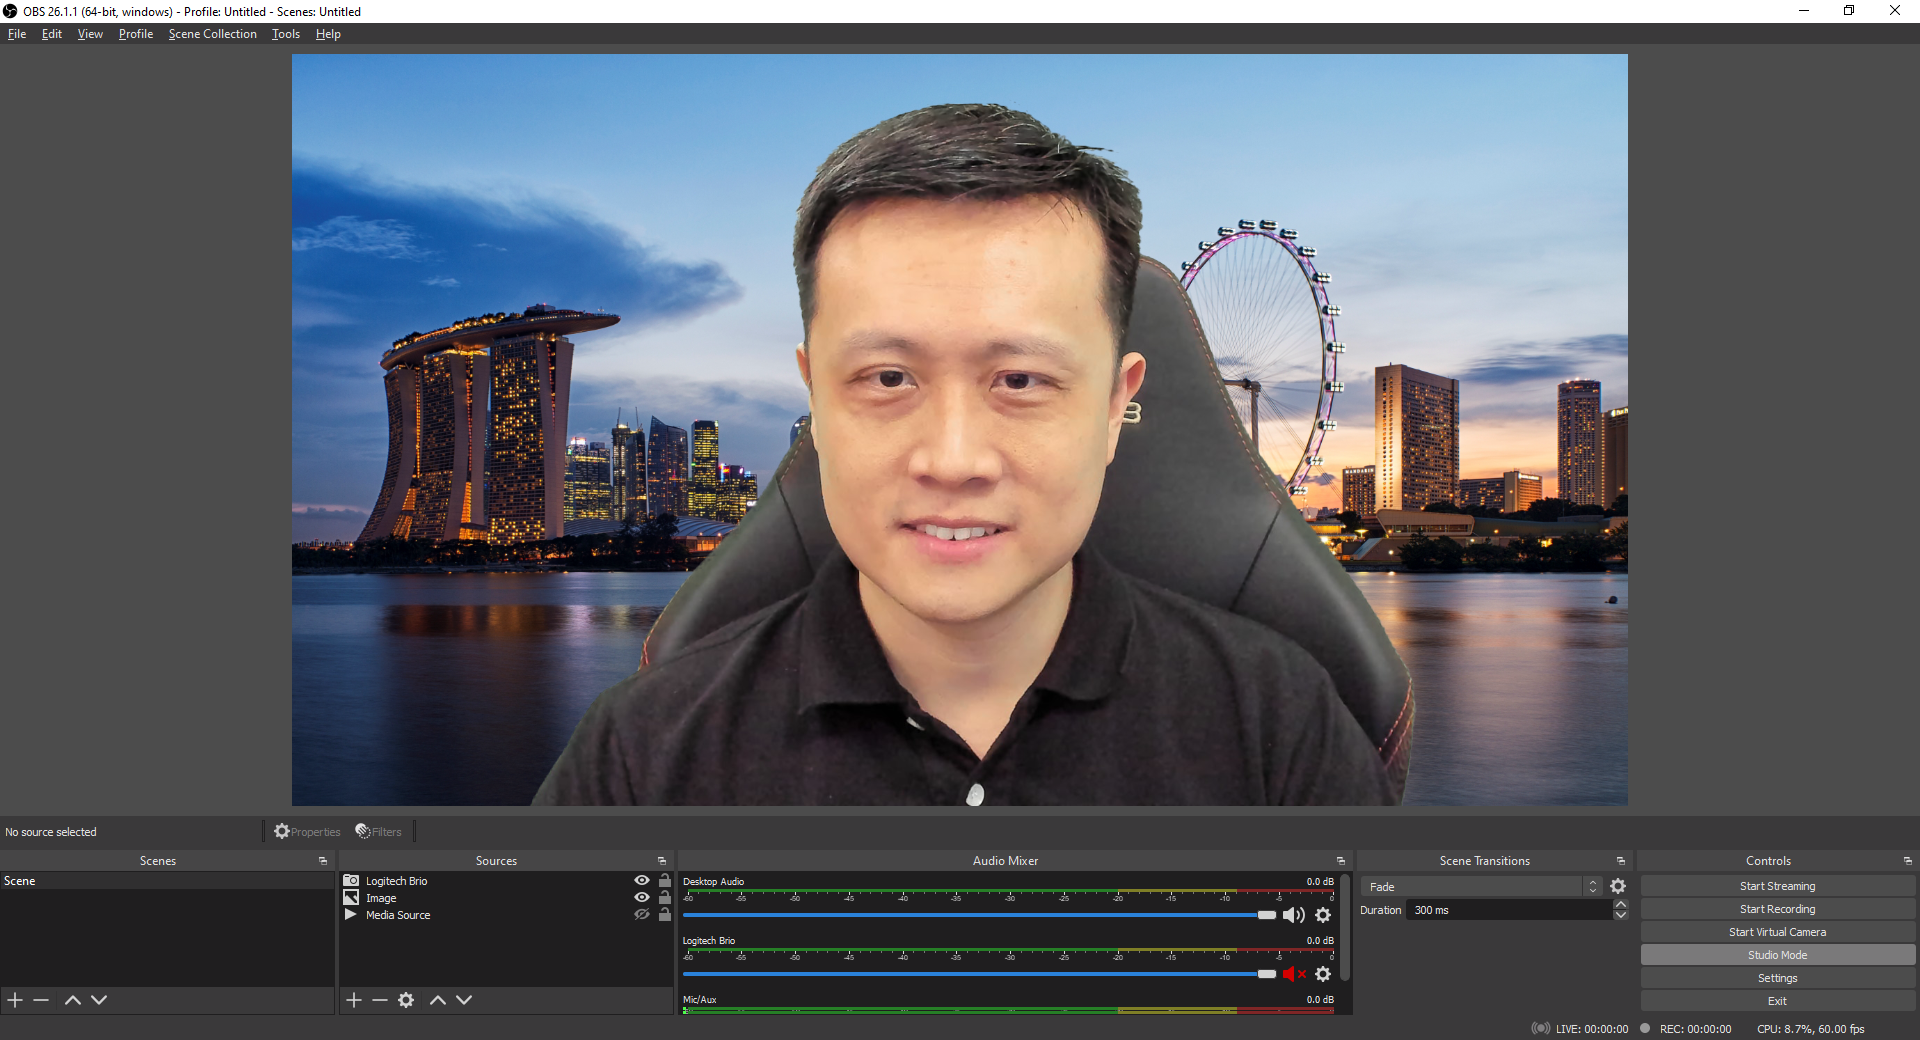 OBS 26.1.1 (64-bit, windows) - Profile: Untitled - Scenes: Untitled
File Edit View Profile Scene Collection Tools Help
B
No source selected Properties Filters
Scenes Sources Audio Mixer Scene Transitions Controls
Scene
Logitech Brio
Image
Media Source
Desktop Audio 0.0 dB
-60 -55 -50 -45 -40 -35 -30 -25 -20 -15 -10 -5 0
Logitech Brio 0.0 dB
-60 -55 -50 -45 -40 -35 -30 -25 -20 -15 -10 -5 0
Mic/Aux 0.0 dB
Fade
Duration 300 ms
Start Streaming
Start Recording
Start Virtual Camera
Studio Mode
Settings
Exit
LIVE: 00:00:00 REC: 00:00:00 CPU: 8.7%, 60.00 fps